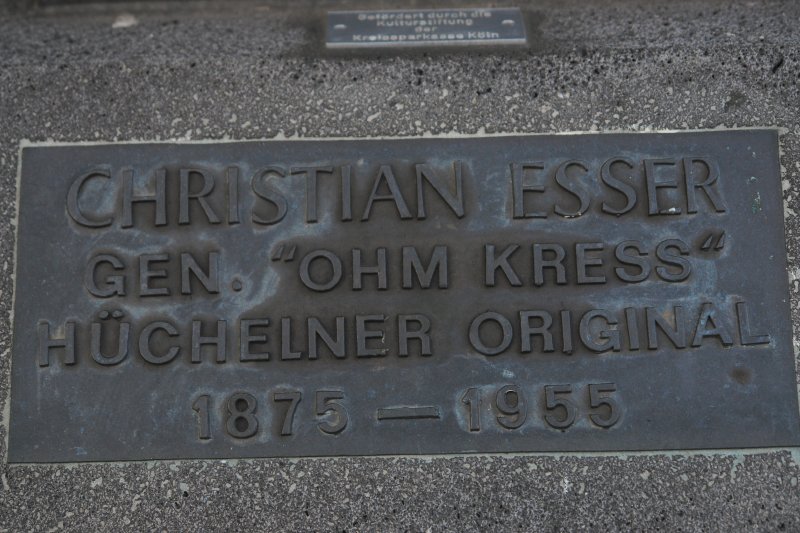 Gefördert durch die
Kulturstiftung
der
Kreissparkasse Köln
CHRISTIAN ESSER
GEN. "OHM KRESS"
HÜCHELNER ORIGINAL
1875 — 1955